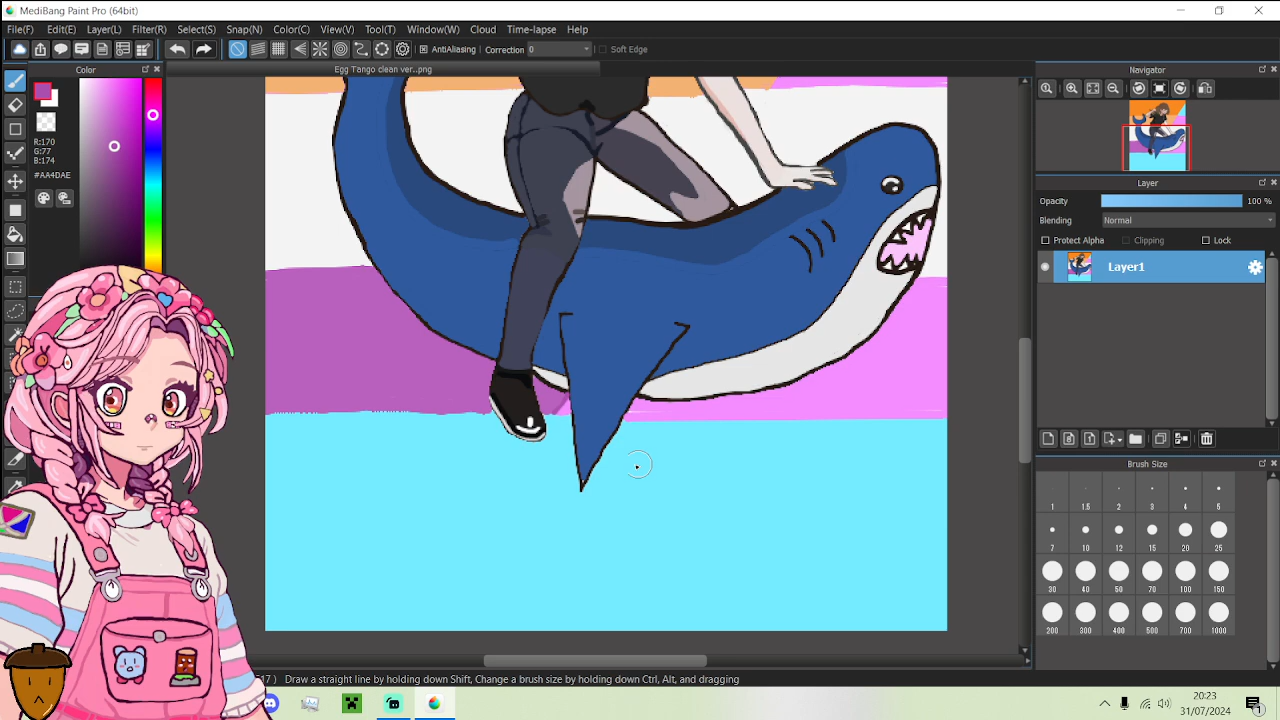 MediBang Paint Pro (64bit)
File(F) Edit(E) Layer(L) Filter(R) Select(S) Snap(N) Color(C) View(V) Tool(T) Window(W) Cloud Time-lapse Help
AntiAliasing Correction 0 Soft Edge
Color
Egg Tango clean ver..png
Navigator
R:170
G:77
B:174
#AA4DAE
Layer
Opacity 100 %
Blending Normal
Protect Alpha Clipping Lock
Layer1
Brush Size
1 1.5 2 3 4 5
7 10 12 15 20 25
30 40 50 70 100 150
200 300 400 500 700 1000
17 ) Draw a straight line by holding down Shift, Change a brush size by holding down Ctrl, Alt, and dragging
20:23
31/07/2024
1